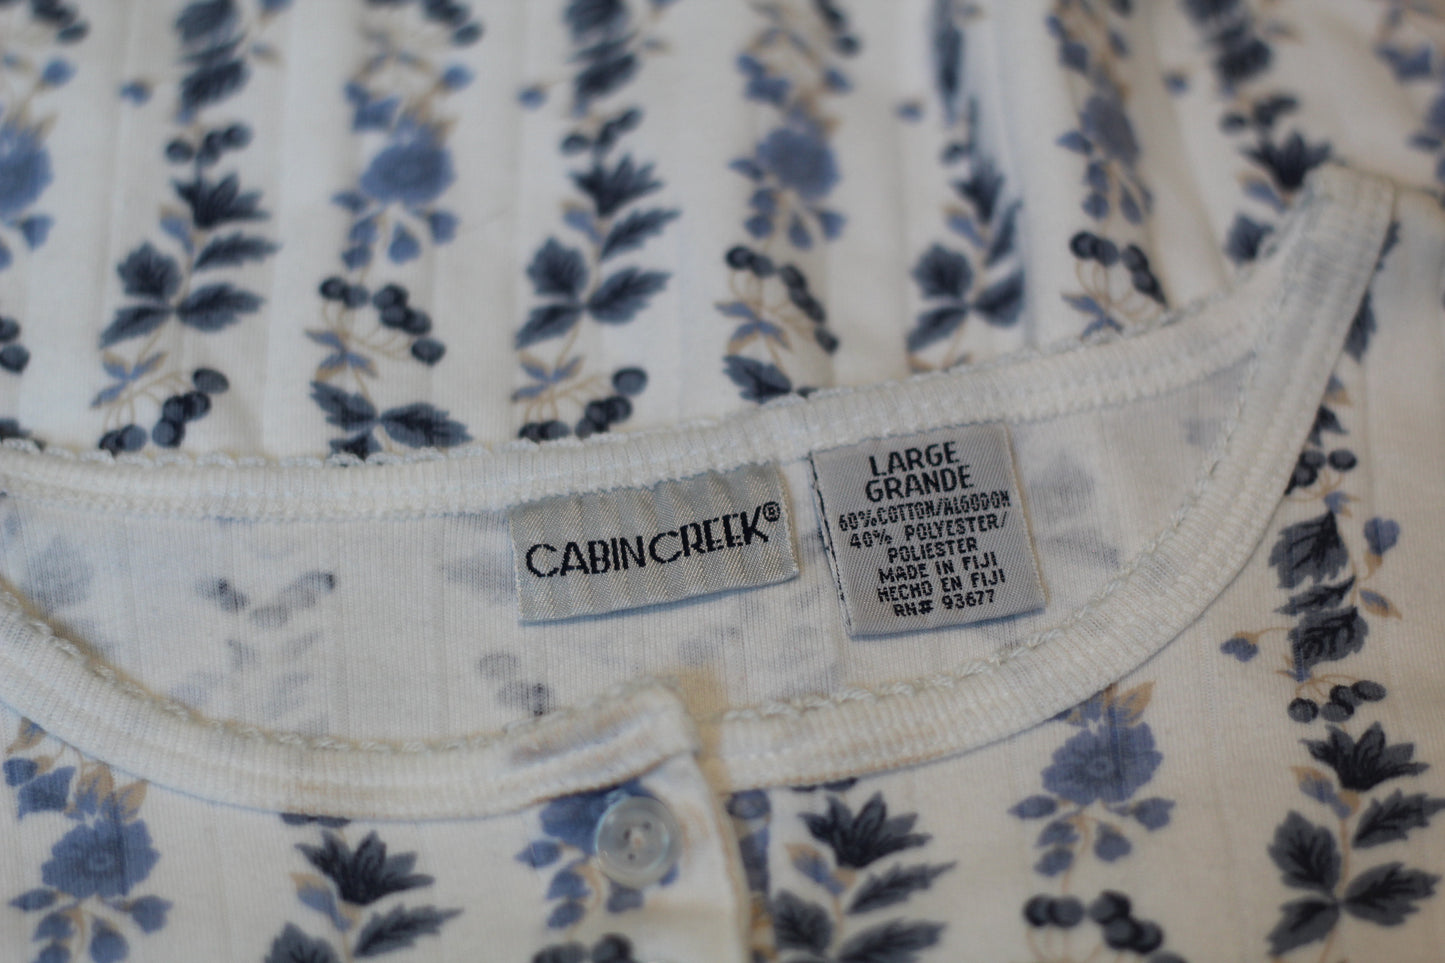 CABINCREEK®
LARGE
GRANDE
60%COTTON/ALGODON
40% POLYESTER/
POLIESTER
MADE IN FIJI
HECHO EN FIJI
RN# 93677